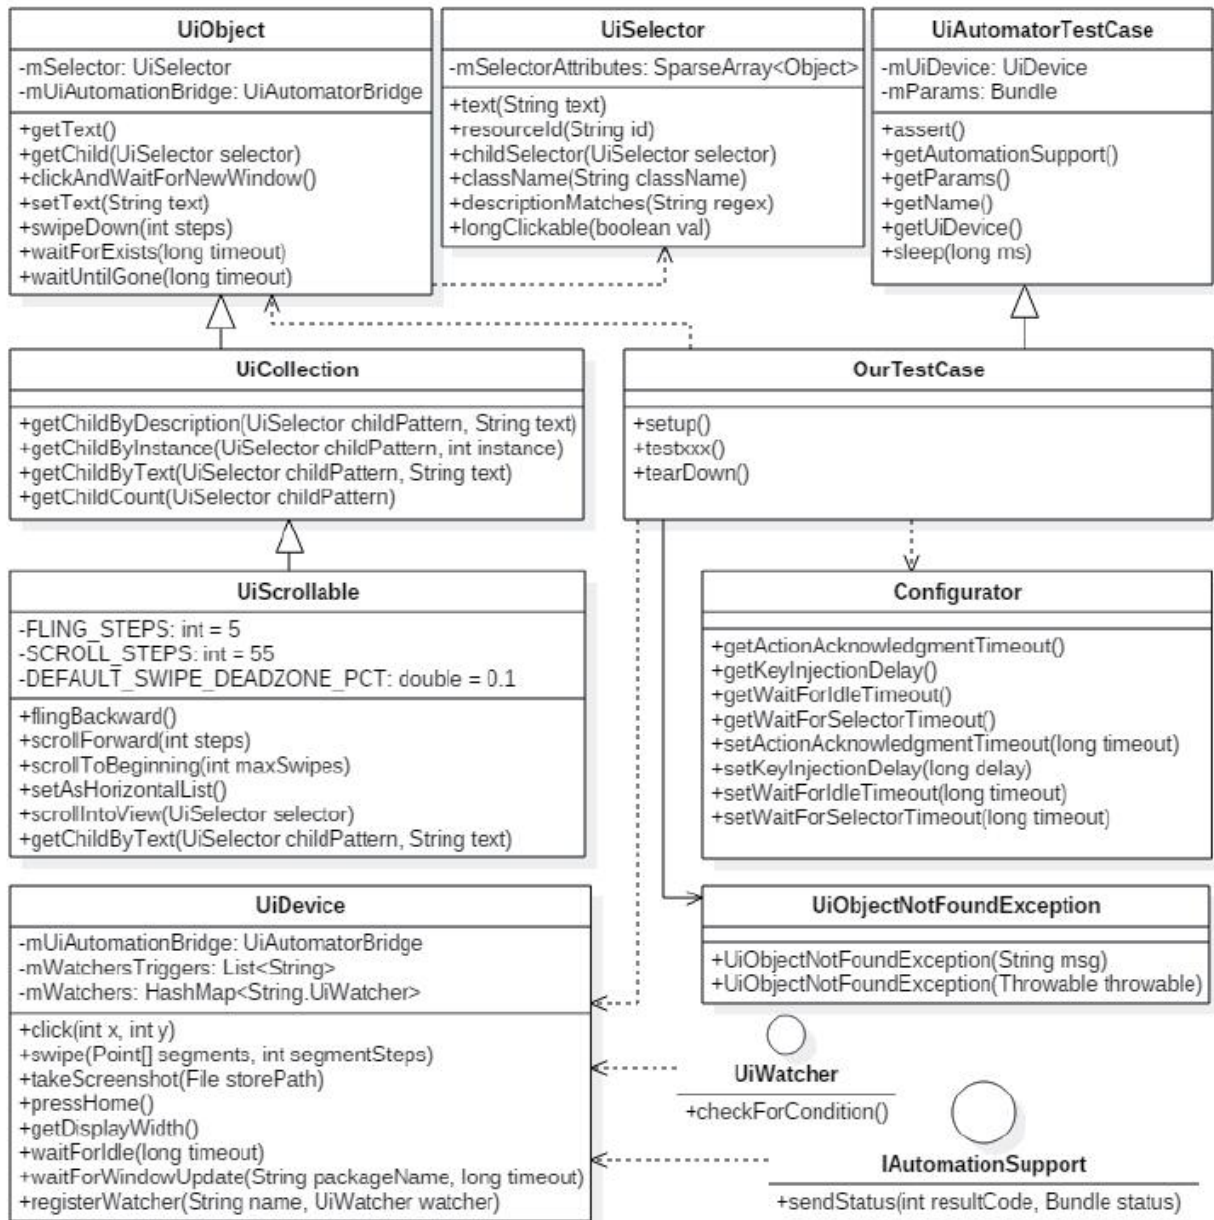 UiObject
-mSelector: UiSelector
-mUiAutomationBridge: UiAutomatorBridge
+getText()
+getChild(UiSelector selector)
+clickAndWaitForNewWindow()
+setText(String text)
+swipeDown(int steps)
+waitForExists(long timeout)
+waitUntilGone(long timeout)
UiSelector
-mSelectorAttributes: SparseArray<Object>
+text(String text)
+resourceId(String id)
+childSelector(UiSelector selector)
+className(String className)
+descriptionMatches(String regex)
+longClickable(boolean val)
UiAutomatorTestCase
-mUiDevice: UiDevice
-mParams: Bundle
+assert()
+getAutomationSupport()
+getParams()
+getName()
+getUiDevice()
+sleep(long ms)
UiCollection
+getChildByDescription(UiSelector childPattern, String text)
+getChildByInstance(UiSelector childPattern, int instance)
+getChildByText(UiSelector childPattern, String text)
+getChildCount(UiSelector childPattern)
OurTestCase
+setup()
+testxxx()
+tearDown()
UiScrollable
-FLING_STEPS: int = 5
-SCROLL_STEPS: int = 55
-DEFAULT_SWIPE_DEADZONE_PCT: double = 0.1
+flingBackward()
+scrollForward(int steps)
+scrollToBeginning(int maxSwipes)
+setAsHorizontalList()
+scrollIntoView(UiSelector selector)
+getChildByText(UiSelector childPattern, String text)
Configurator
+getActionAcknowledgmentTimeout()
+getKeyInjectionDelay()
+getWaitForIdleTimeout()
+getWaitForSelectorTimeout()
+setActionAcknowledgmentTimeout(long timeout)
+setKeyInjectionDelay(long delay)
+setWaitForIdleTimeout(long timeout)
+setWaitForSelectorTimeout(long timeout)
UiDevice
-mUiAutomationBridge: UiAutomatorBridge
-mWatchersTriggers: List<String>
-mWatchers: HashMap<String.UiWatcher>
+click(int x, int y)
+swipe(Point[] segments, int segmentSteps)
+takeScreenshot(File storePath)
+pressHome()
+getDisplayWidth()
+waitForIdle(long timeout)
+waitForWindowUpdate(String packageName, long timeout)
+registerWatcher(String name, UiWatcher watcher)
UiObjectNotFoundException
+UiObjectNotFoundException(String msg)
+UiObjectNotFoundException(Throwable throwable)
UiWatcher
+checkForCondition()
IAutomationSupport
+sendStatus(int resultCode, Bundle status)